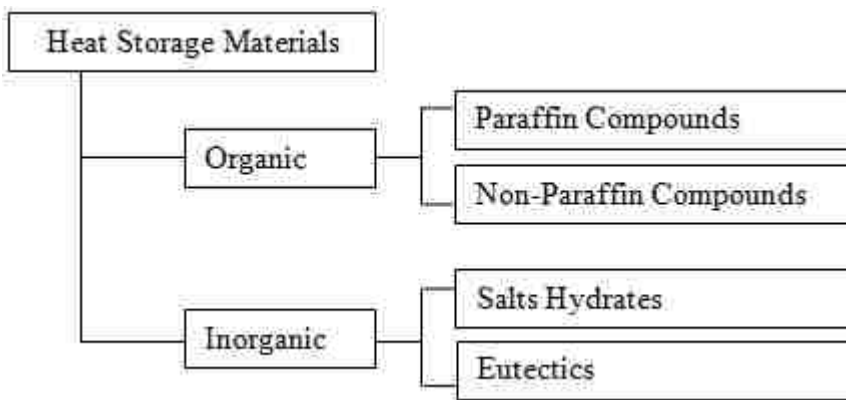 Heat Storage Materials
Organic
Paraffin Compounds
Non-Paraffin Compounds
Inorganic
Salts Hydrates
Eutectics